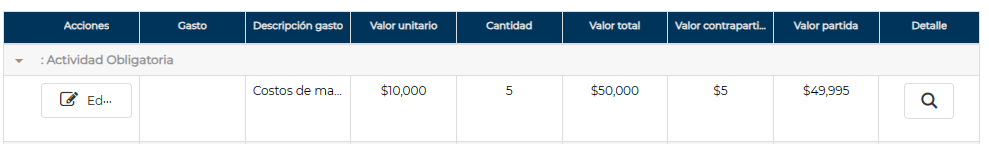 Acciones Gasto Descripción gasto Valor unitario Cantidad Valor total Valor contraparti... Valor partida Detalle
: Actividad Obligatoria
Ed... Costos de ma... $10,000 5 $50,000 $5 $49,995